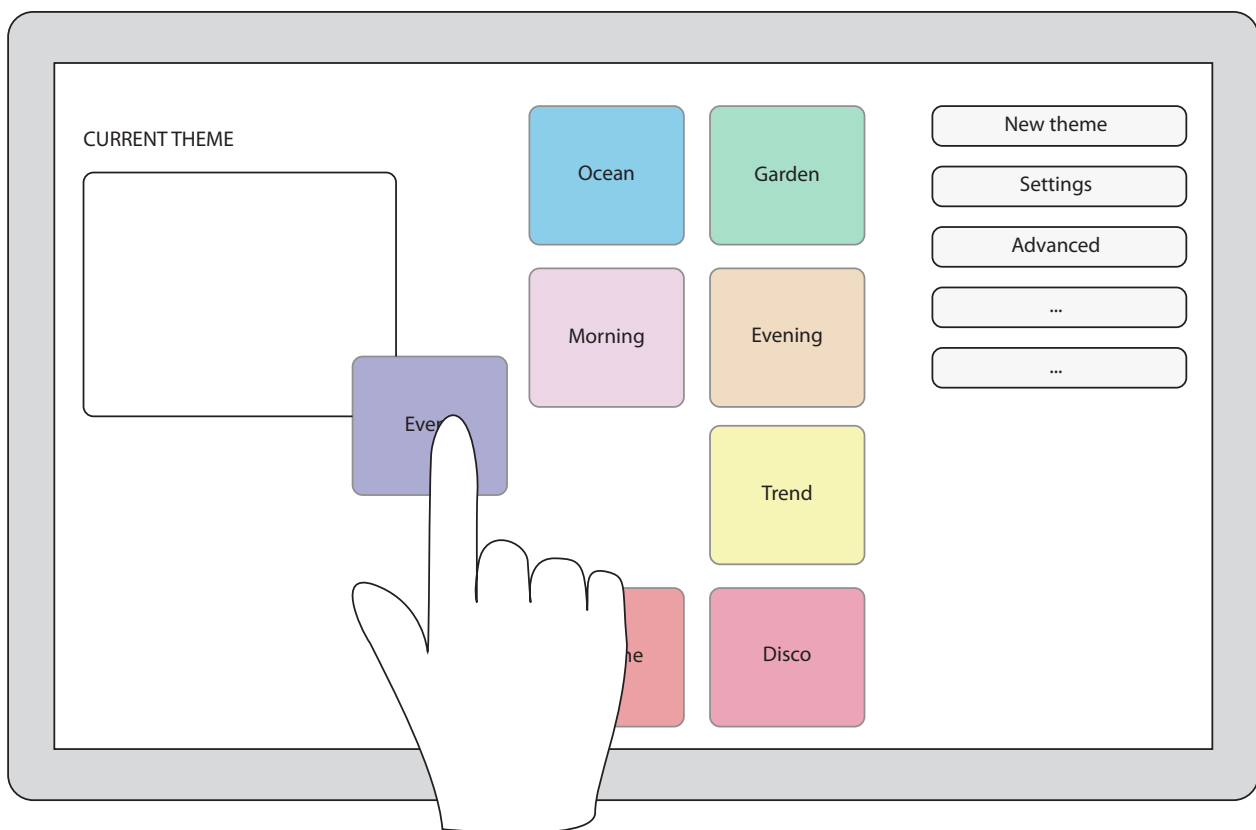 CURRENT THEME
Ocean
Garden
Morning
Evening
Trend
Disco
New theme
Settings
Advanced
...
...